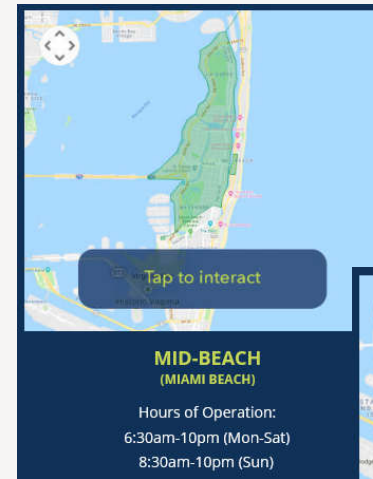 Tap to interact
MID-BEACH
(MIAMI BEACH)
Hours of Operation:
6:30am-10pm (Mon-Sat)
8:30am-10pm (Sun)